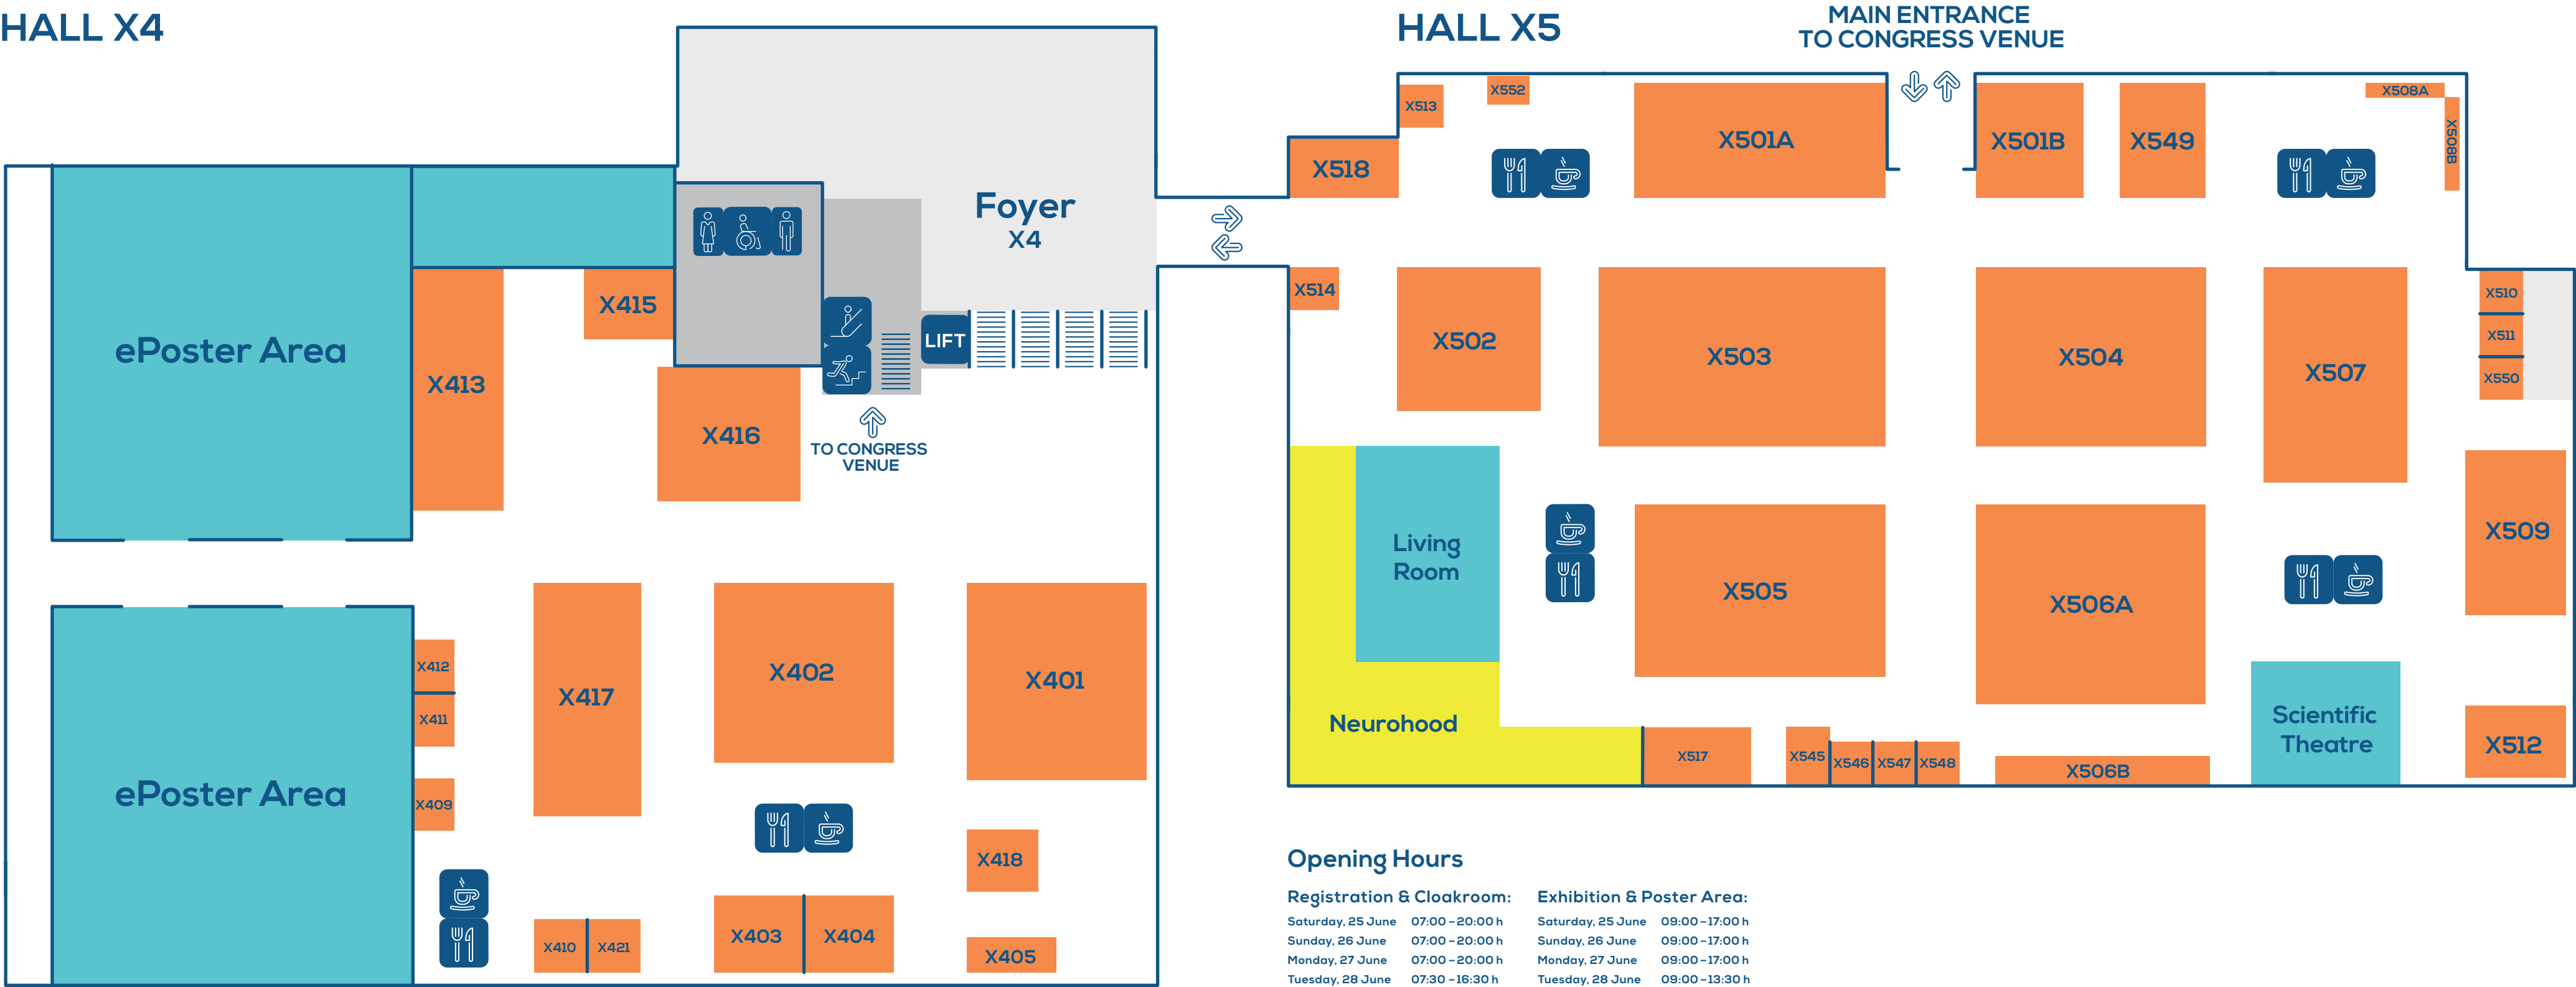 HALL X4
HALL X5
MAIN ENTRANCE
TO CONGRESS VENUE
X513
X552
X501A
X501B
X549
X508A
X508B
X518
Foyer
X4
X514
X415
X413
X416
LIFT
TO CONGRESS
VENUE
ePoster Area
X502
X503
X504
X507
X510
X511
X550
X509
Living
Room
X505
X506A
Neurohood
X517
X545
X546
X547
X548
X506B
Scientific
Theatre
X512
X412
X411
X409
X417
X402
X401
ePoster Area
X418
X410
X421
X403
X404
X405
Opening Hours
Registration & Cloakroom:
Saturday, 25 June 07:00 – 20:00 h
Sunday, 26 June 07:00 – 20:00 h
Monday, 27 June 07:00 – 20:00 h
Tuesday, 28 June 07:30 – 16:30 h
Exhibition & Poster Area:
Saturday, 25 June 09:00 – 17:00 h
Sunday, 26 June 09:00 – 17:00 h
Monday, 27 June 09:00 – 17:00 h
Tuesday, 28 June 09:00 – 13:30 h